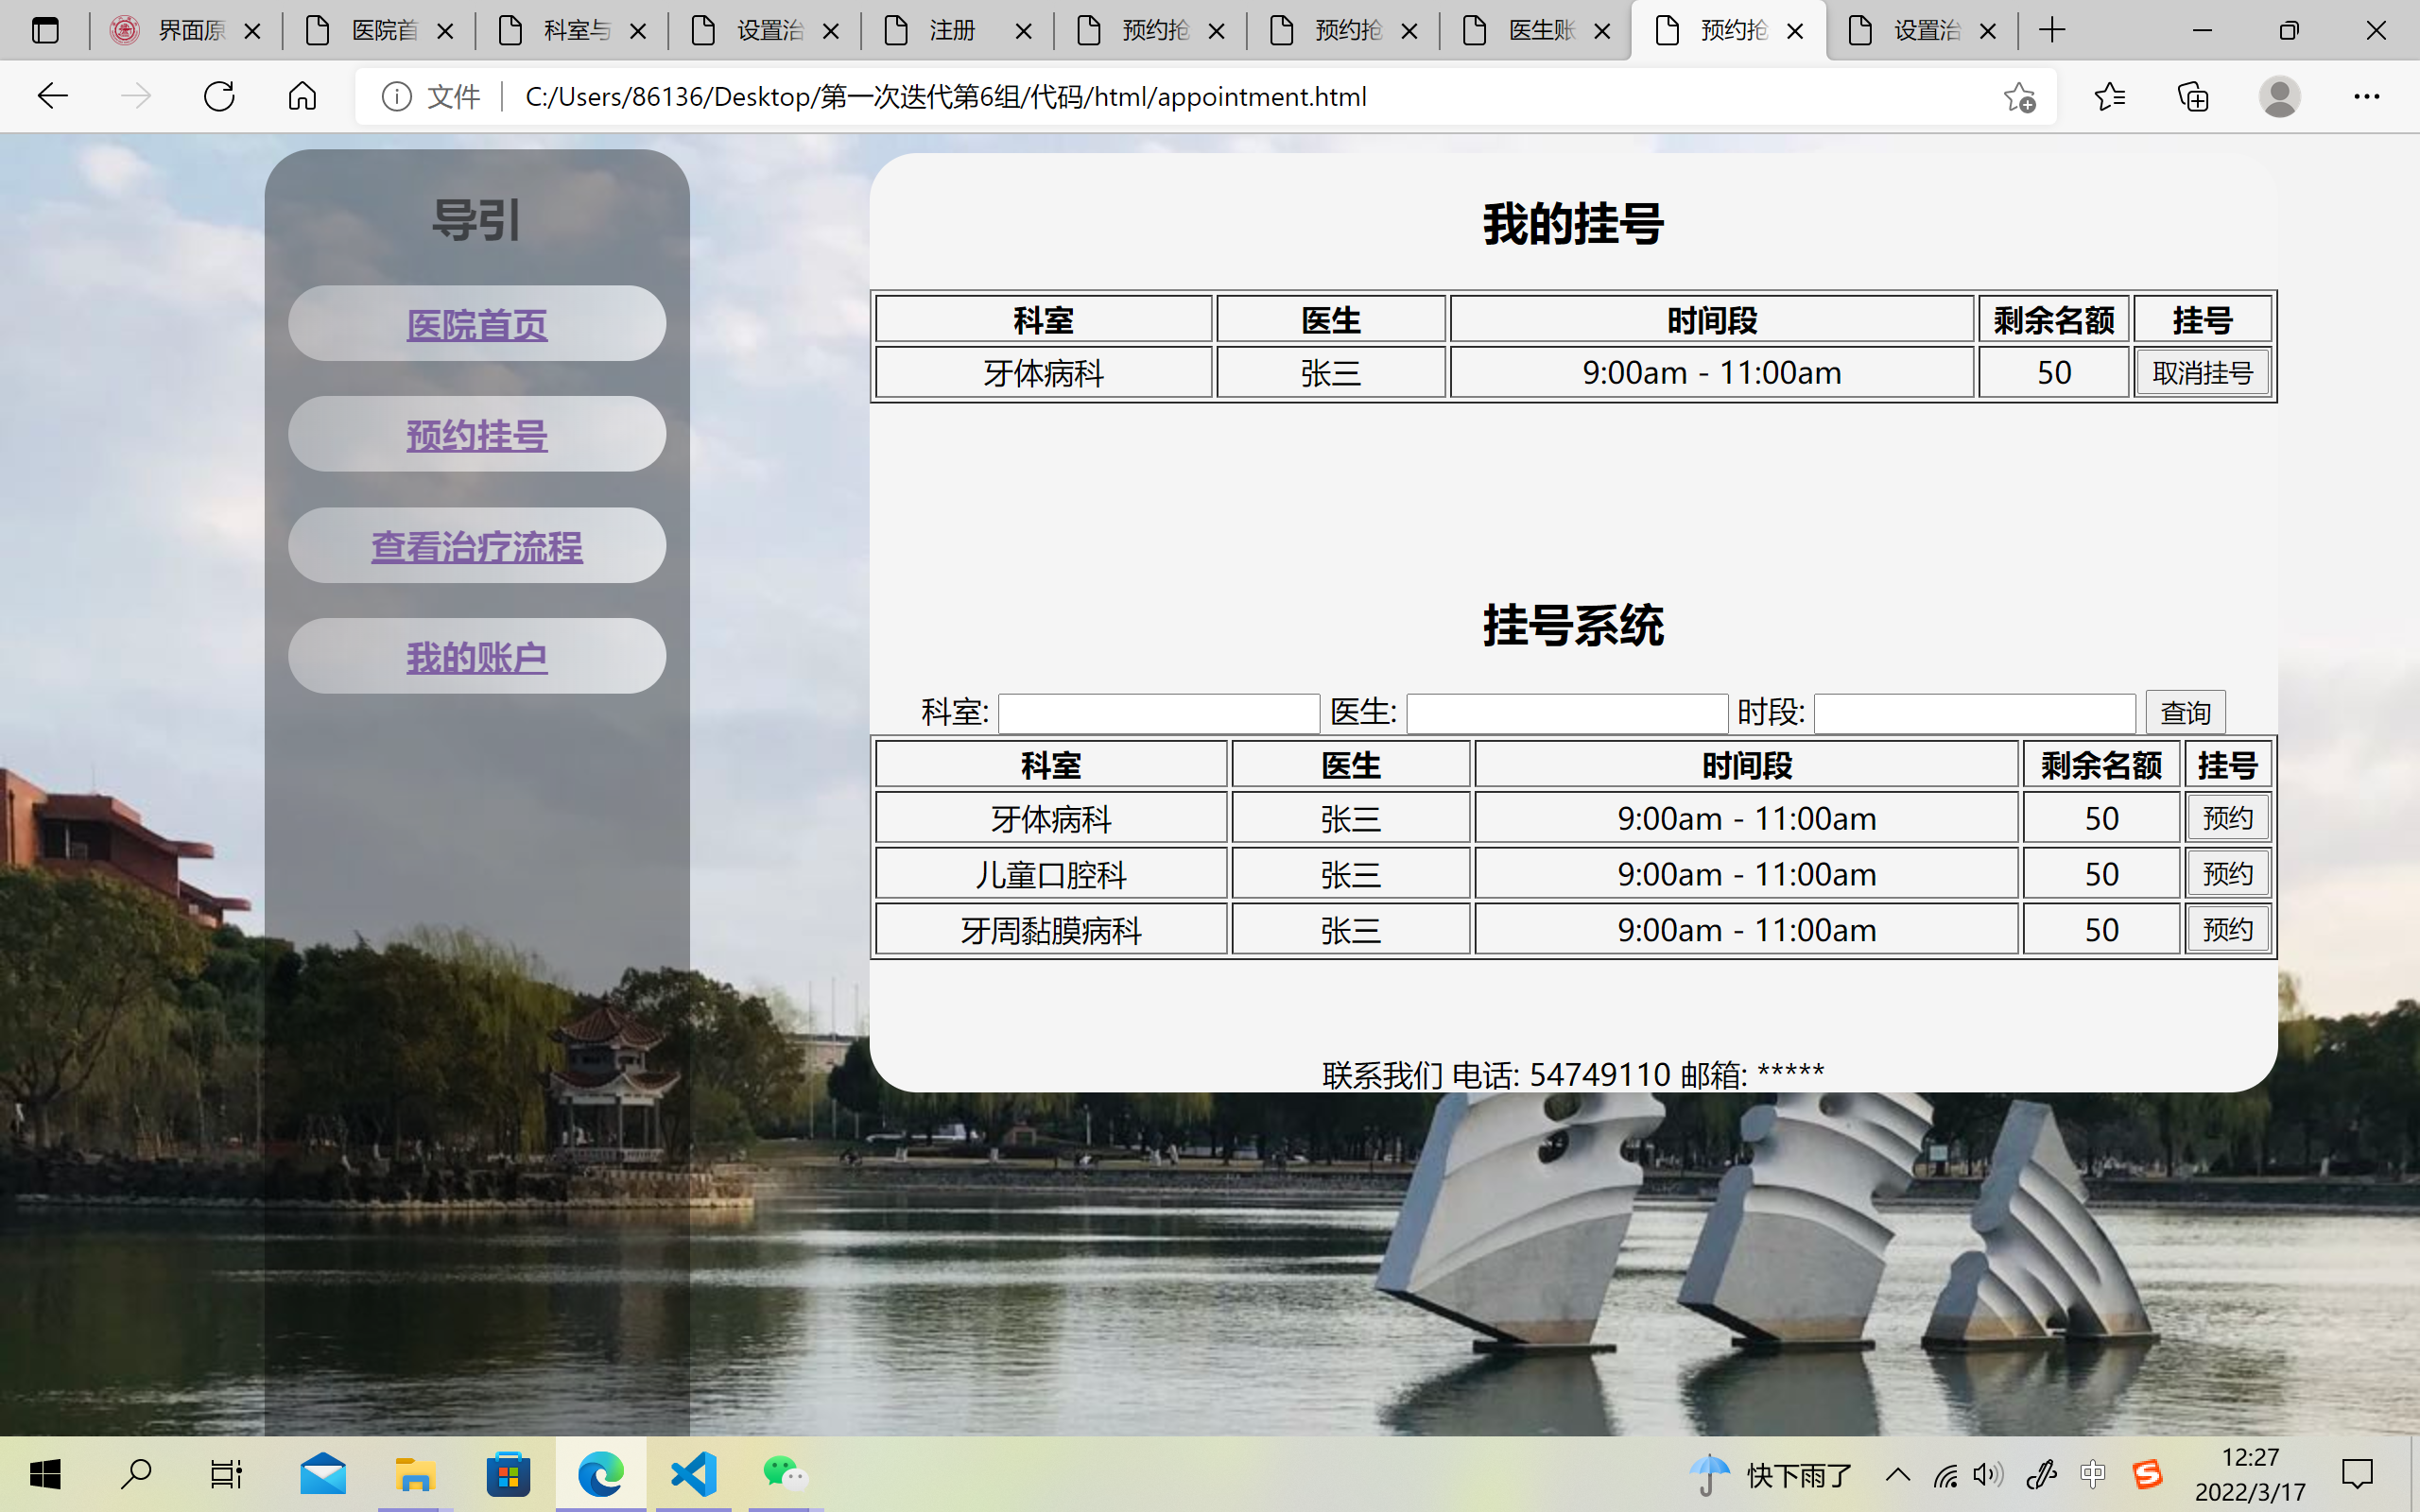 界面原 医院首 科室与 设置治 注册 预约抢 预约抢 医生账 预约抢 设置治
文件 C:/Users/86136/Desktop/第一次迭代第6组/代码/html/appointment.html
导引
医院首页
预约挂号
查看治疗流程
我的账户
我的挂号
科室 医生 时间段 剩余名额 挂号
牙体病科 张三 9:00am - 11:00am 50 取消挂号
挂号系统
科室: 医生: 时段: 查询
科室 医生 时间段 剩余名额 挂号
牙体病科 张三 9:00am - 11:00am 50 预约
儿童口腔科 张三 9:00am - 11:00am 50 预约
牙周黏膜病科 张三 9:00am - 11:00am 50 预约
联系我们 电话: 54749110 邮箱: *****
快下雨了 中 12:27
2022/3/17